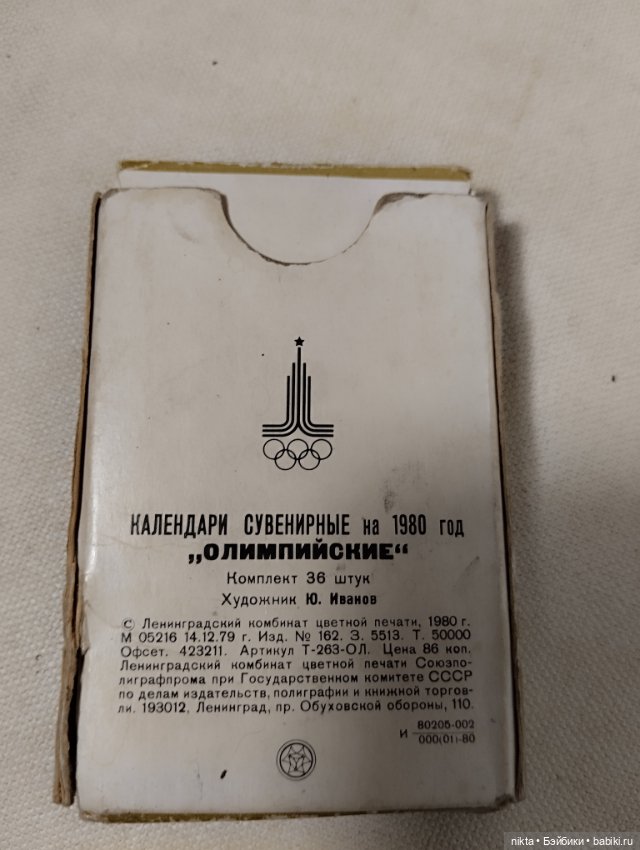 КАЛЕНДАРИ СУВЕНИРНЫЕ на 1980 год
„ОЛИМПИЙСКИЕ“
Комплект 36 штук
Художник Ю. Иванов
© Ленинградский комбинат цветной печати, 1980 г.
М 05216 14.12.79 г. Изд. № 162. З. 5513. Т. 50000
Офсет. 423211. Артикул Т-263-ОЛ. Цена 86 коп.
Ленинградский комбинат цветной печати Союзпо-
лиграфпрома при Государственном комитете СССР
по делам издательств, полиграфии и книжной торгов-
ли. 193012, Ленинград, пр. Обуховской обороны, 110.
И 80205-002
000(01)-80
nikta • Бэйбики • babiki.ru